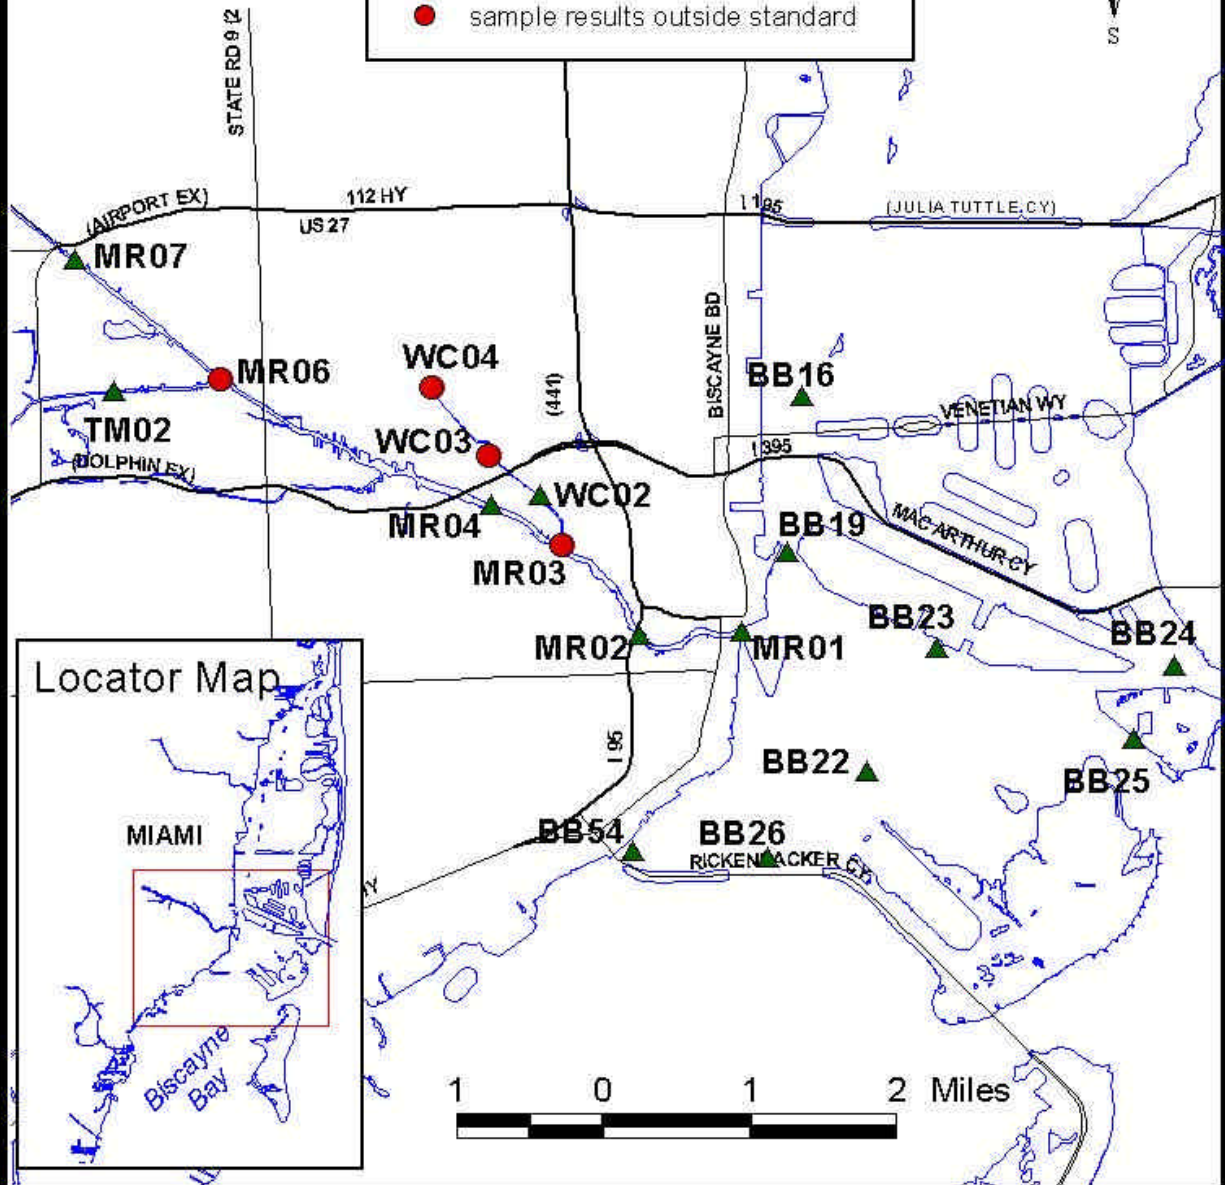 sample results outside standard
S
STATE RD 9 (2
(AIRPORT EX)
112 HY
US 27
I 195
(JULIA TUTTLE CY)
MR07
BISCAYNE BD
WC04
MR06
BB16
(441)
TM02
VENETIAN WY
WC03
I 395
(DOLPHIN EX)
WC02
MR04
BB19
MAC ARTHUR CY
MR03
BB23
BB24
MR02
MR01
Locator Map
I 95
BB22
BB25
MIAMI
BB54
BB26
RICKENBACKER CY
Biscayne
Bay
1 0 1 2 Miles